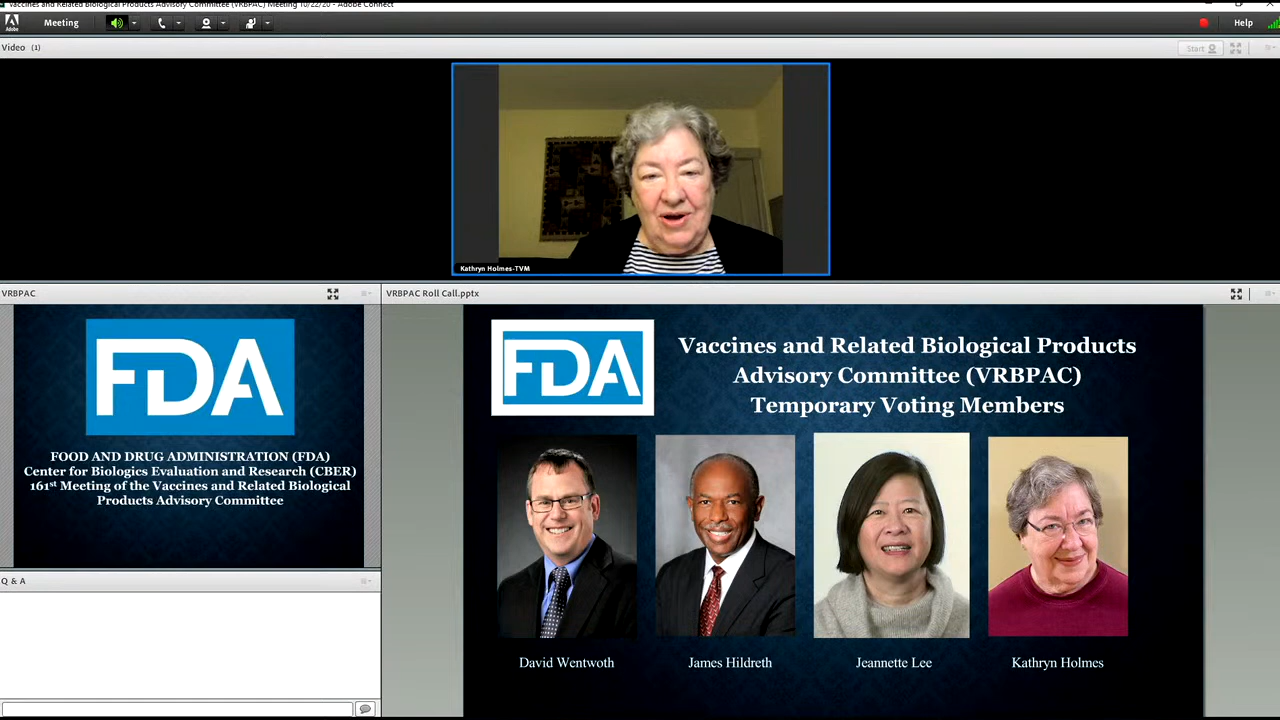 Vaccines and Related Biological Products Advisory Committee (VRBPAC) Meeting 10/22/20 - Adobe Connect
Adobe
Meeting
Help
Video (1)
Start
Kathryn Holmes-TVM
VRBPAC
FDA
FOOD AND DRUG ADMINISTRATION (FDA)
Center for Biologics Evaluation and Research (CBER)
161st Meeting of the Vaccines and Related Biological
Products Advisory Committee
Q & A
VRBPAC Roll Call.pptx
FDA
Vaccines and Related Biological Products
Advisory Committee (VRBPAC)
Temporary Voting Members
David Wentwoth
James Hildreth
Jeannette Lee
Kathryn Holmes